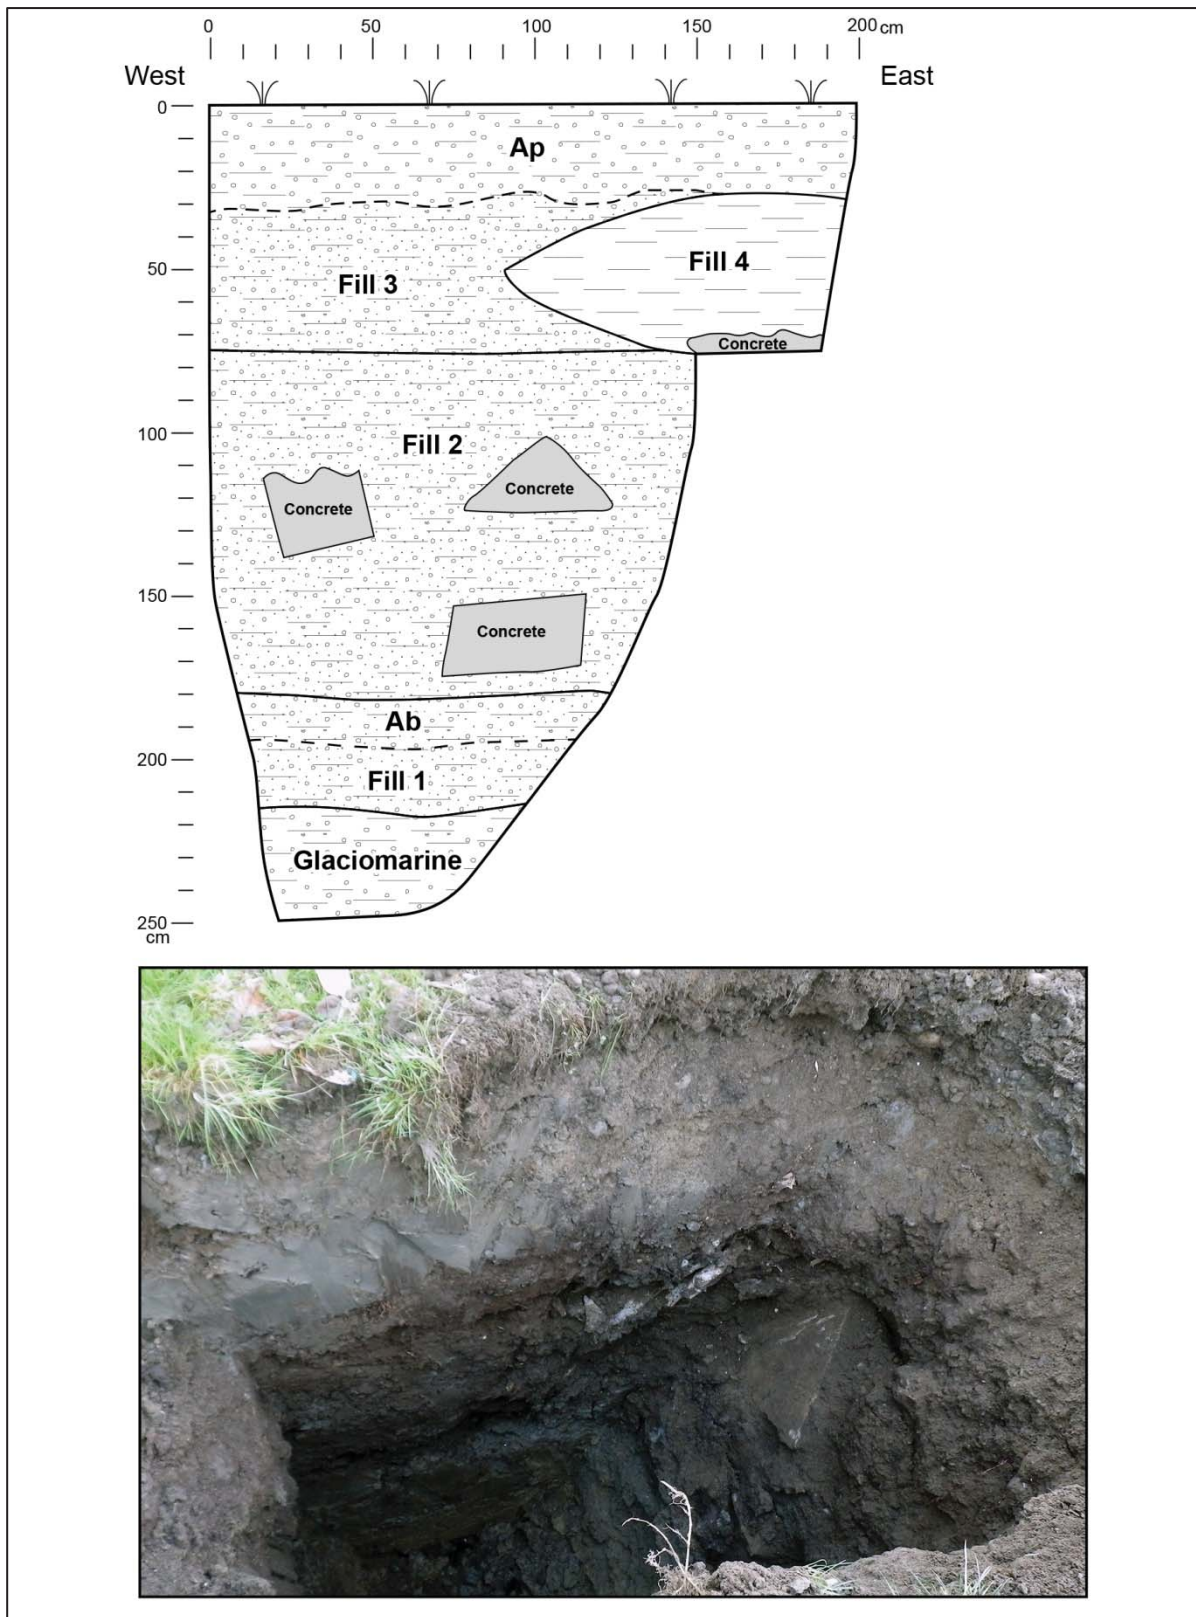 0 50 100 150 200 cm
West East
0
Ap
50
Fill 4
Fill 3
Concrete
100
Fill 2
Concrete
Concrete
150
Concrete
Ab
200
Fill 1
Glaciomarine
250
cm